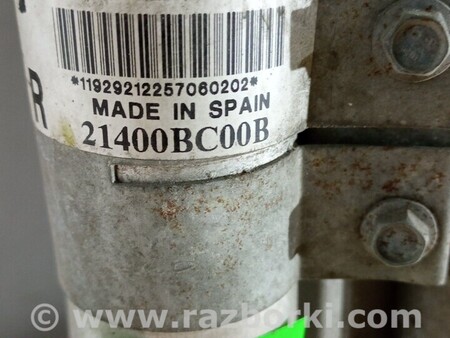 *11929212257060202*
MADE IN SPAIN
R
21400BC00B
© www.razborki.com